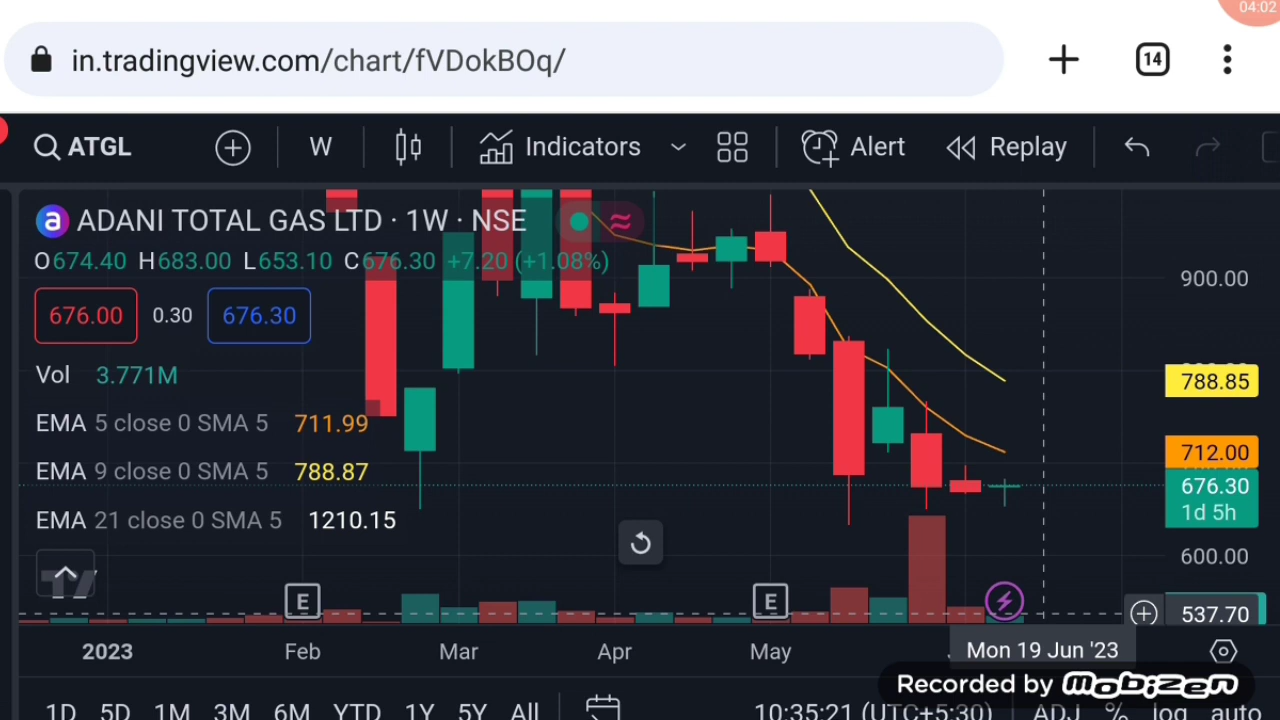 04:02
in.tradingview.com/chart/fVDokBOq/
14
ATGL
W
Indicators
Alert
Replay
a ADANI TOTAL GAS LTD · 1W · NSE
O674.40 H683.00 L653.10 C676.30 +7.20 (+1.08%)
900.00
676.00
0.30
676.30
Vol 3.771M
788.85
EMA 5 close 0 SMA 5 711.99
712.00
EMA 9 close 0 SMA 5 788.87
676.30
1d 5h
EMA 21 close 0 SMA 5 1210.15
600.00
E
E
537.70
2023
Feb
Mar
Apr
May
Mon 19 Jun '23
Recorded by mobizen
1D 5D 1M 3M 6M YTD 1Y 5Y All
10:35:21 (UTC+5:30)
ADJ % log auto